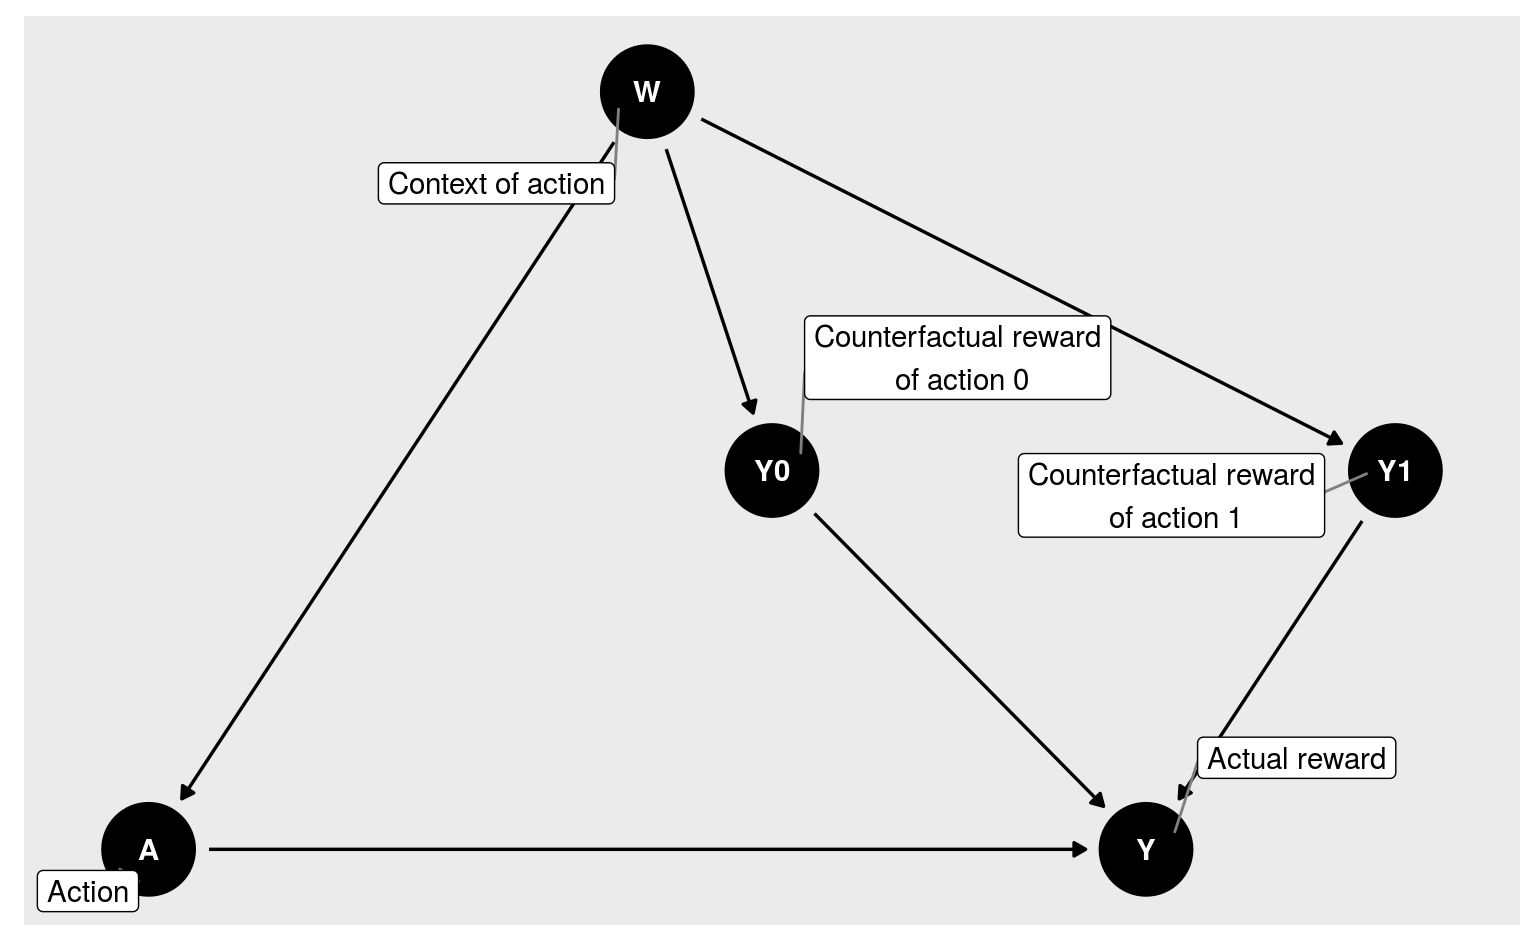 W
Context of action
Counterfactual reward
of action 0
Y0
Counterfactual reward
of action 1
Y1
Actual reward
A
Y
Action